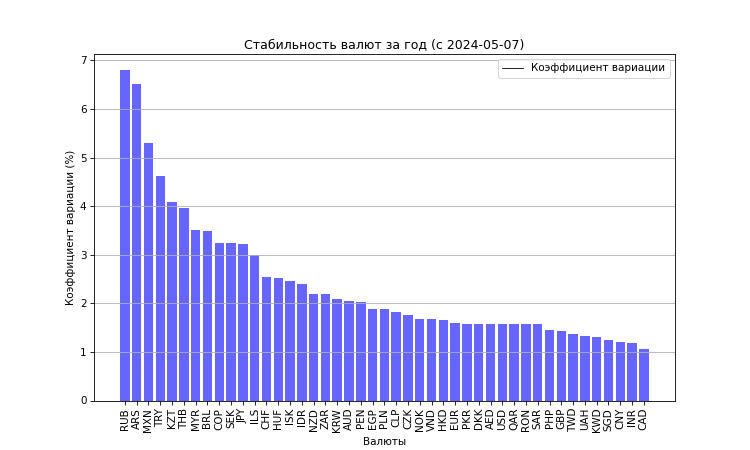 Стабильность валют за год (с 2024-05-07)
Коэффициент вариации
Коэффициент вариации (%)
7
6
5
4
3
2
1
0
RUB
ARS
MXN
TRY
KZT
THB
MYR
BRL
COP
SEK
JPY
ILS
CHF
HUF
ISK
IDR
NZD
ZAR
KRW
AUD
PEN
EGP
PLN
CLP
CZK
NOK
VND
HKD
EUR
PKR
DKK
AED
USD
QAR
RON
SAR
PHP
GBP
TWD
UAH
KWD
SGD
CNY
INR
CAD
Валюты